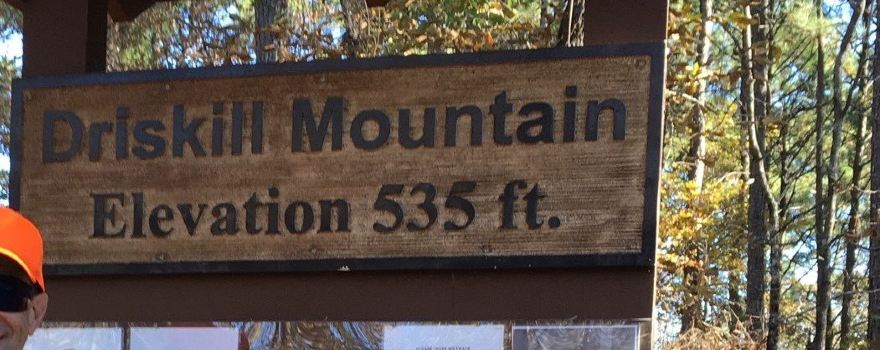 Driskill Mountain
Elevation 535 ft.